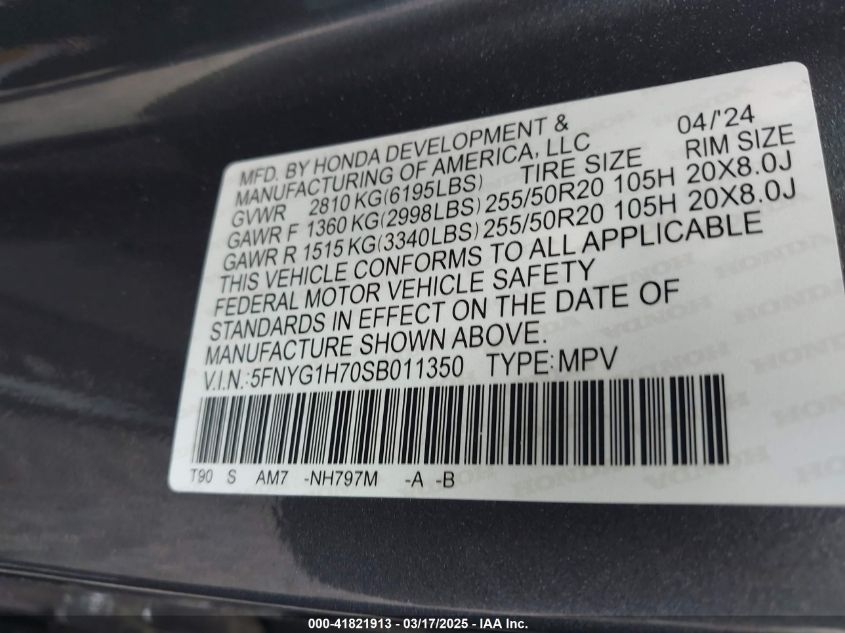 MFD. BY HONDA DEVELOPMENT & 04/'24
MANUFACTURING OF AMERICA, LLC
GVWR 2810 KG(6195LBS) TIRE SIZE RIM SIZE
GAWR F 1360 KG(2998LBS) 255/50R20 105H 20X8.0J
GAWR R 1515 KG(3340LBS) 255/50R20 105H 20X8.0J
THIS VEHICLE CONFORMS TO ALL APPLICABLE
FEDERAL MOTOR VEHICLE SAFETY
STANDARDS IN EFFECT ON THE DATE OF
MANUFACTURE SHOWN ABOVE.
V.I.N.:5FNYG1H70SB011350 TYPE:MPV
T90 S AM7 -NH797M -A -B
000-41821913 - 03/17/2025 - IAA Inc.